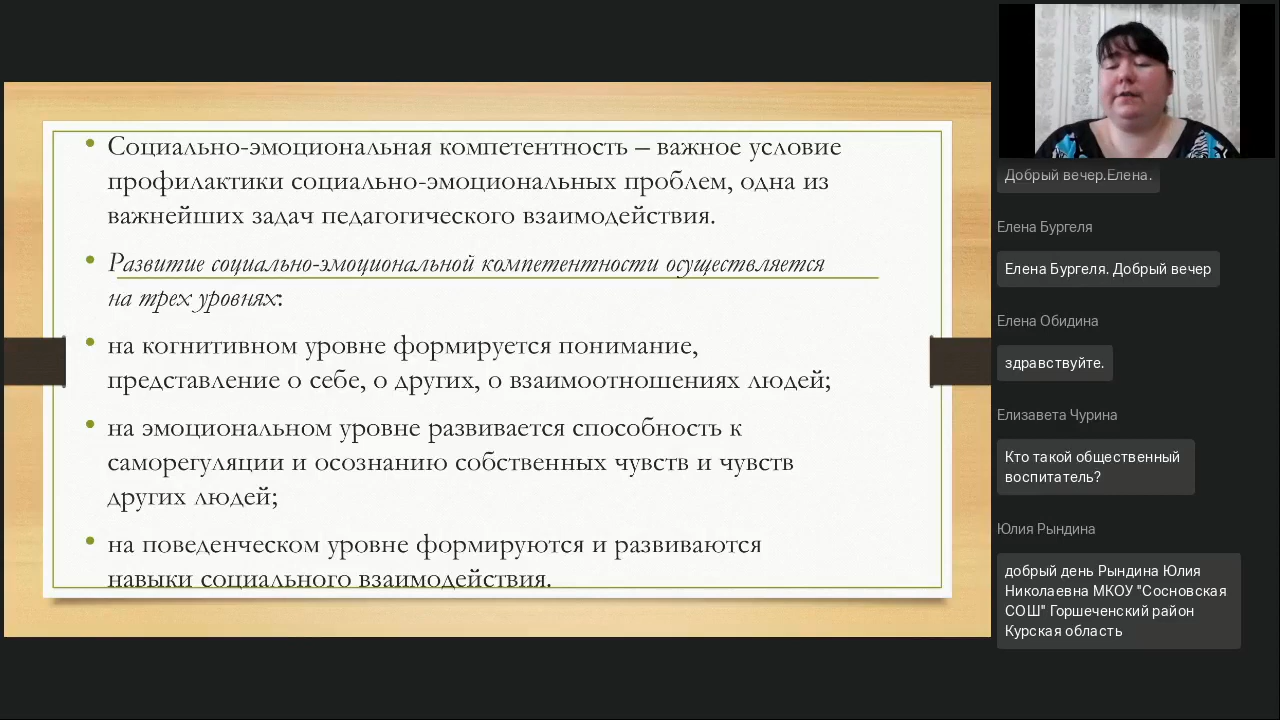 Социально-эмоциональная компетентность – важное условие
профилактики социально-эмоциональных проблем, одна из
важнейших задач педагогического взаимодействия.
Развитие социально-эмоциональной компетентности осуществляется
на трех уровнях:
на когнитивном уровне формируется понимание,
представление о себе, о других, о взаимоотношениях людей;
на эмоциональном уровне развивается способность к
саморегуляции и осознанию собственных чувств и чувств
других людей;
на поведенческом уровне формируются и развиваются
навыки социального взаимодействия.
Добрый вечер.Елена.
Елена Бургеля
Елена Бургеля. Добрый вечер
Елена Обидина
здравствуйте.
Елизавета Чурина
Кто такой общественный
воспитатель?
Юлия Рындина
добрый день Рындина Юлия
Николаевна МКОУ "Сосновская
СОШ" Горшеченский район
Курская область